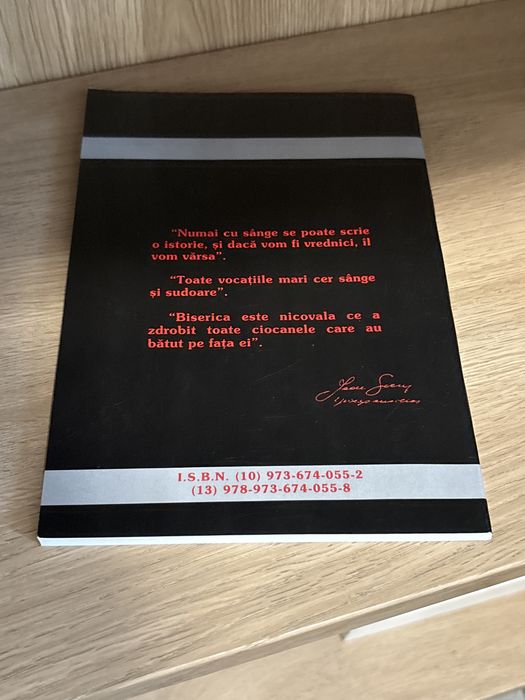 “Numai cu sânge se poate scrie
o istorie, și dacă vom fi vrednici, îl
vom vărsa”.
“Toate vocațiile mari cer sânge
și sudoare”.
“Biserica este nicovala ce a
zdrobit toate ciocanele care au
bătut pe fața ei”.
I.S.B.N. (10) 973-674-055-2
(13) 978-973-674-055-8